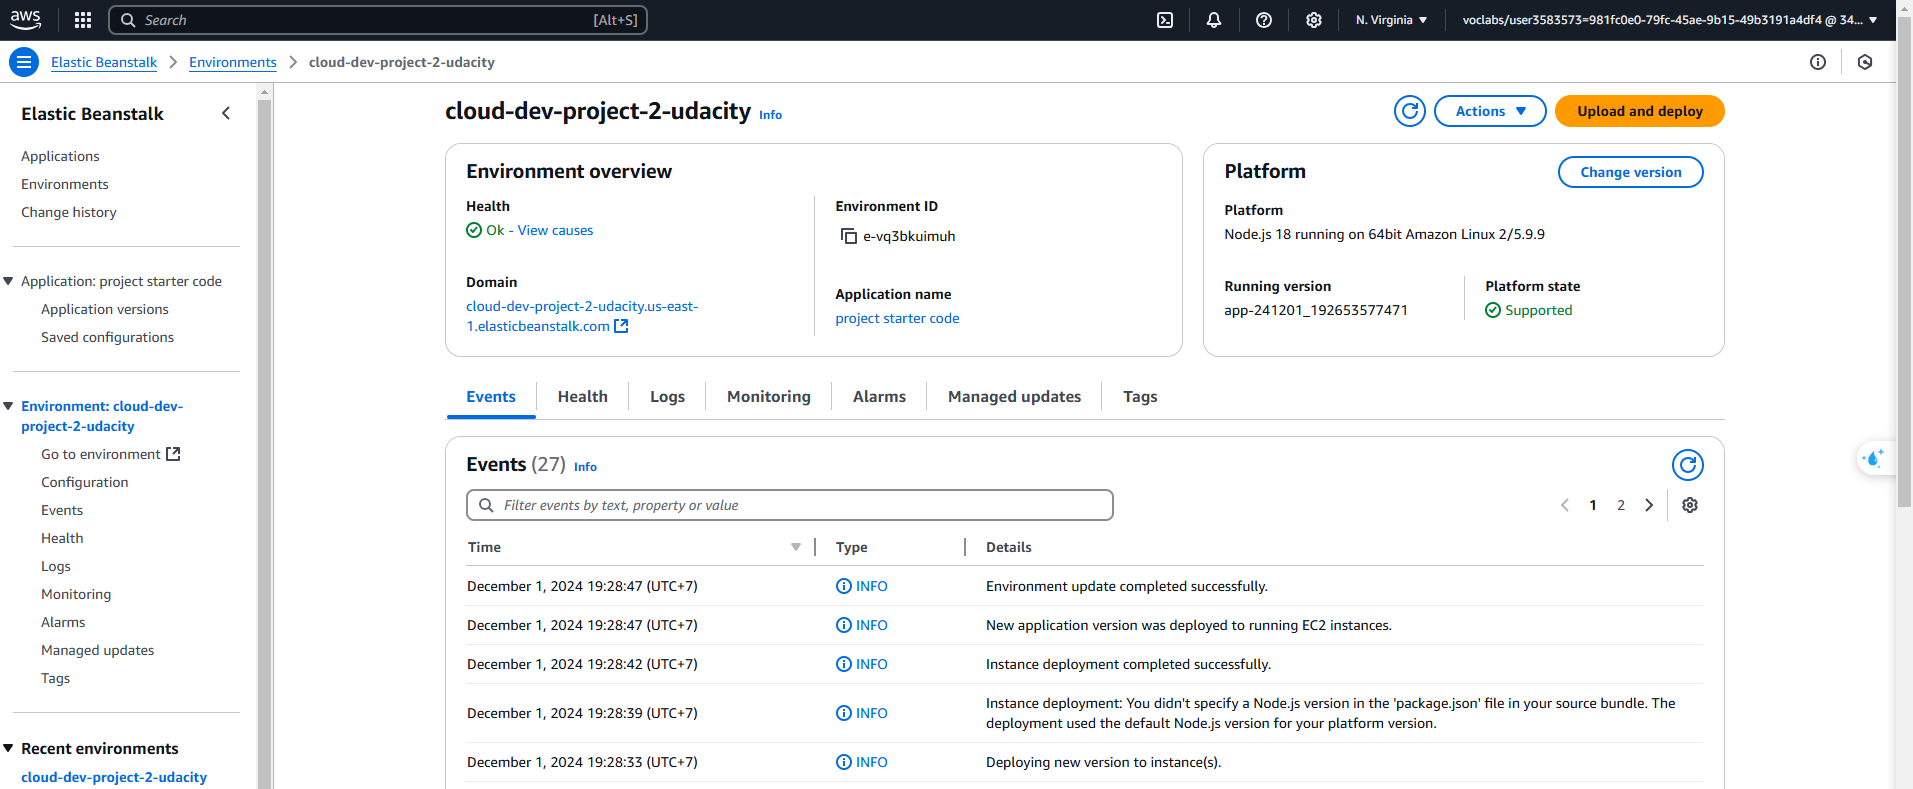 aws
Search
[Alt+S]
N. Virginia
voclabs/user3583573=981fc0e0-79fc-45ae-9b15-49b3191a4df4 @ 34...
Elastic Beanstalk
Environments
cloud-dev-project-2-udacity
Elastic Beanstalk
Applications
Environments
Change history
Application: project starter code
Application versions
Saved configurations
Environment: cloud-dev-
project-2-udacity
Go to environment
Configuration
Events
Health
Logs
Monitoring
Alarms
Managed updates
Tags
Recent environments
cloud-dev-project-2-udacity
cloud-dev-project-2-udacity Info
Actions
Upload and deploy
Environment overview
Health
Ok - View causes
Domain
cloud-dev-project-2-udacity.us-east-
1.elasticbeanstalk.com
Environment ID
e-vq3bkuimuh
Application name
project starter code
Platform
Change version
Platform
Node.js 18 running on 64bit Amazon Linux 2/5.9.9
Running version
app-241201_192653577471
Platform state
Supported
Events Health Logs Monitoring Alarms Managed updates Tags
Events (27) Info
Filter events by text, property or value
1 2
Time Type Details
December 1, 2024 19:28:47 (UTC+7) INFO Environment update completed successfully.
December 1, 2024 19:28:47 (UTC+7) INFO New application version was deployed to running EC2 instances.
December 1, 2024 19:28:42 (UTC+7) INFO Instance deployment completed successfully.
December 1, 2024 19:28:39 (UTC+7) INFO Instance deployment: You didn't specify a Node.js version in the 'package.json' file in your source bundle. The
deployment used the default Node.js version for your platform version.
December 1, 2024 19:28:33 (UTC+7) INFO Deploying new version to instance(s).